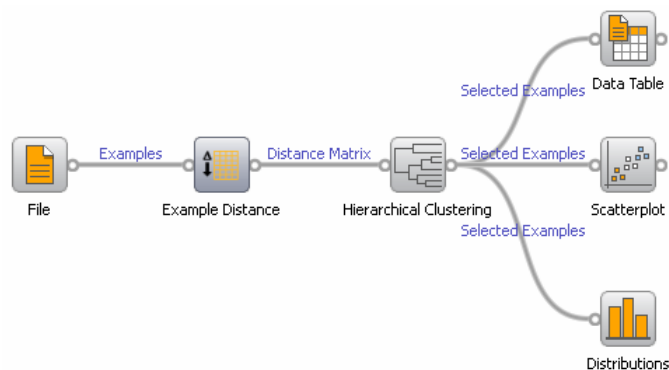 Selected Examples
Data Table
Examples
Distance Matrix
Selected Examples
File
Example Distance
Hierarchical Clustering
Scatterplot
Selected Examples
Distributions